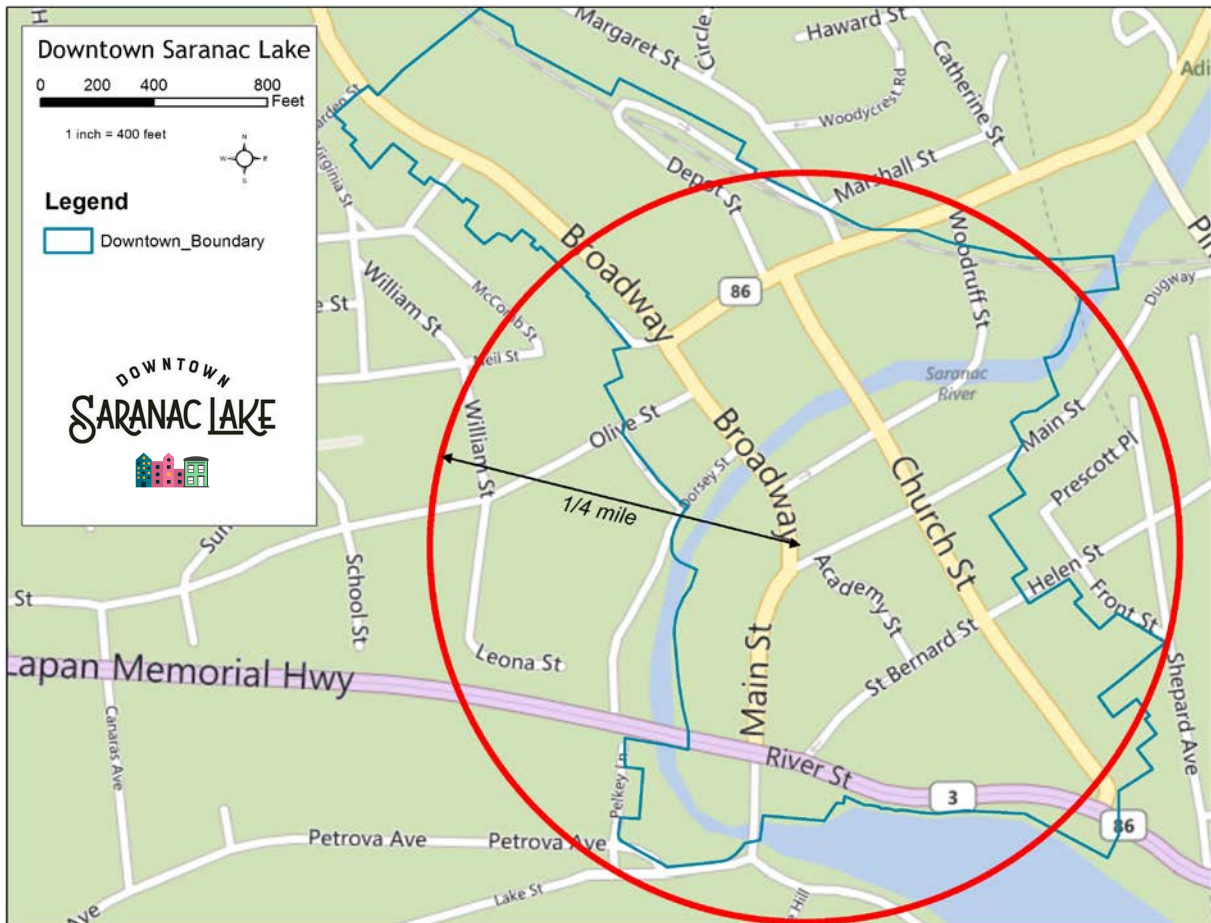 Downtown Saranac Lake
0 200 400 800
Feet
1 inch = 400 feet
N
W E
S
Legend
Downtown_Boundary
DOWNTOWN
SARANAC LAKE
H
Margaret St
Circle
Haward St
Catherine St
Adi
Woodycrest Rd
Virginia St
Depot St
Marshall St
Broadway
Woodruff St
86
William St
McComb St
Neil St
Dugway
Saranac
River
Olive St
Main St
William St
Broadway
Dorsey St
Church St
Prescott Pl
1/4 mile
School St
Academy St
Helen St
Front St
St
Leona St
St Bernard St
Lapan Memorial Hwy
Main St
Shepard Ave
Canaras Ave
River St
Pelkey Ln
3
86
Petrova Ave
Petrova Ave
Lake St
Hill
Ave